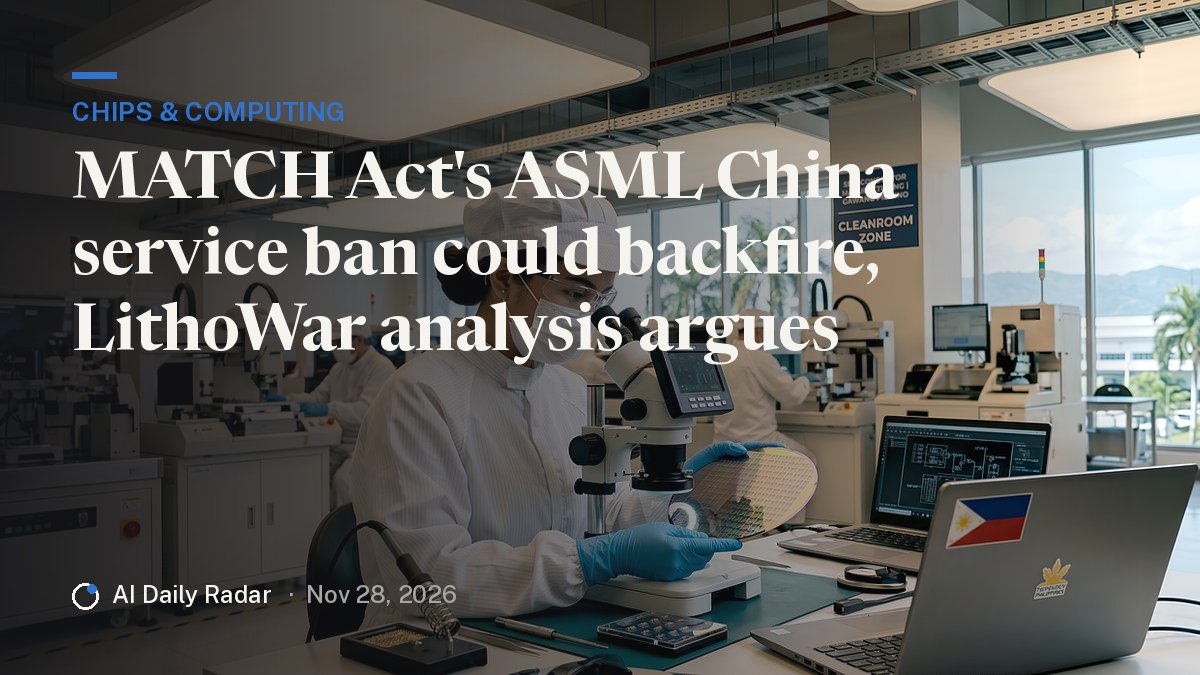 CHIPS & COMPUTING
MATCH Act's ASML China
service ban could backfire,
LithoWar analysis argues
CLEANROOM
ZONE
AI Daily Radar · Nov 28, 2026